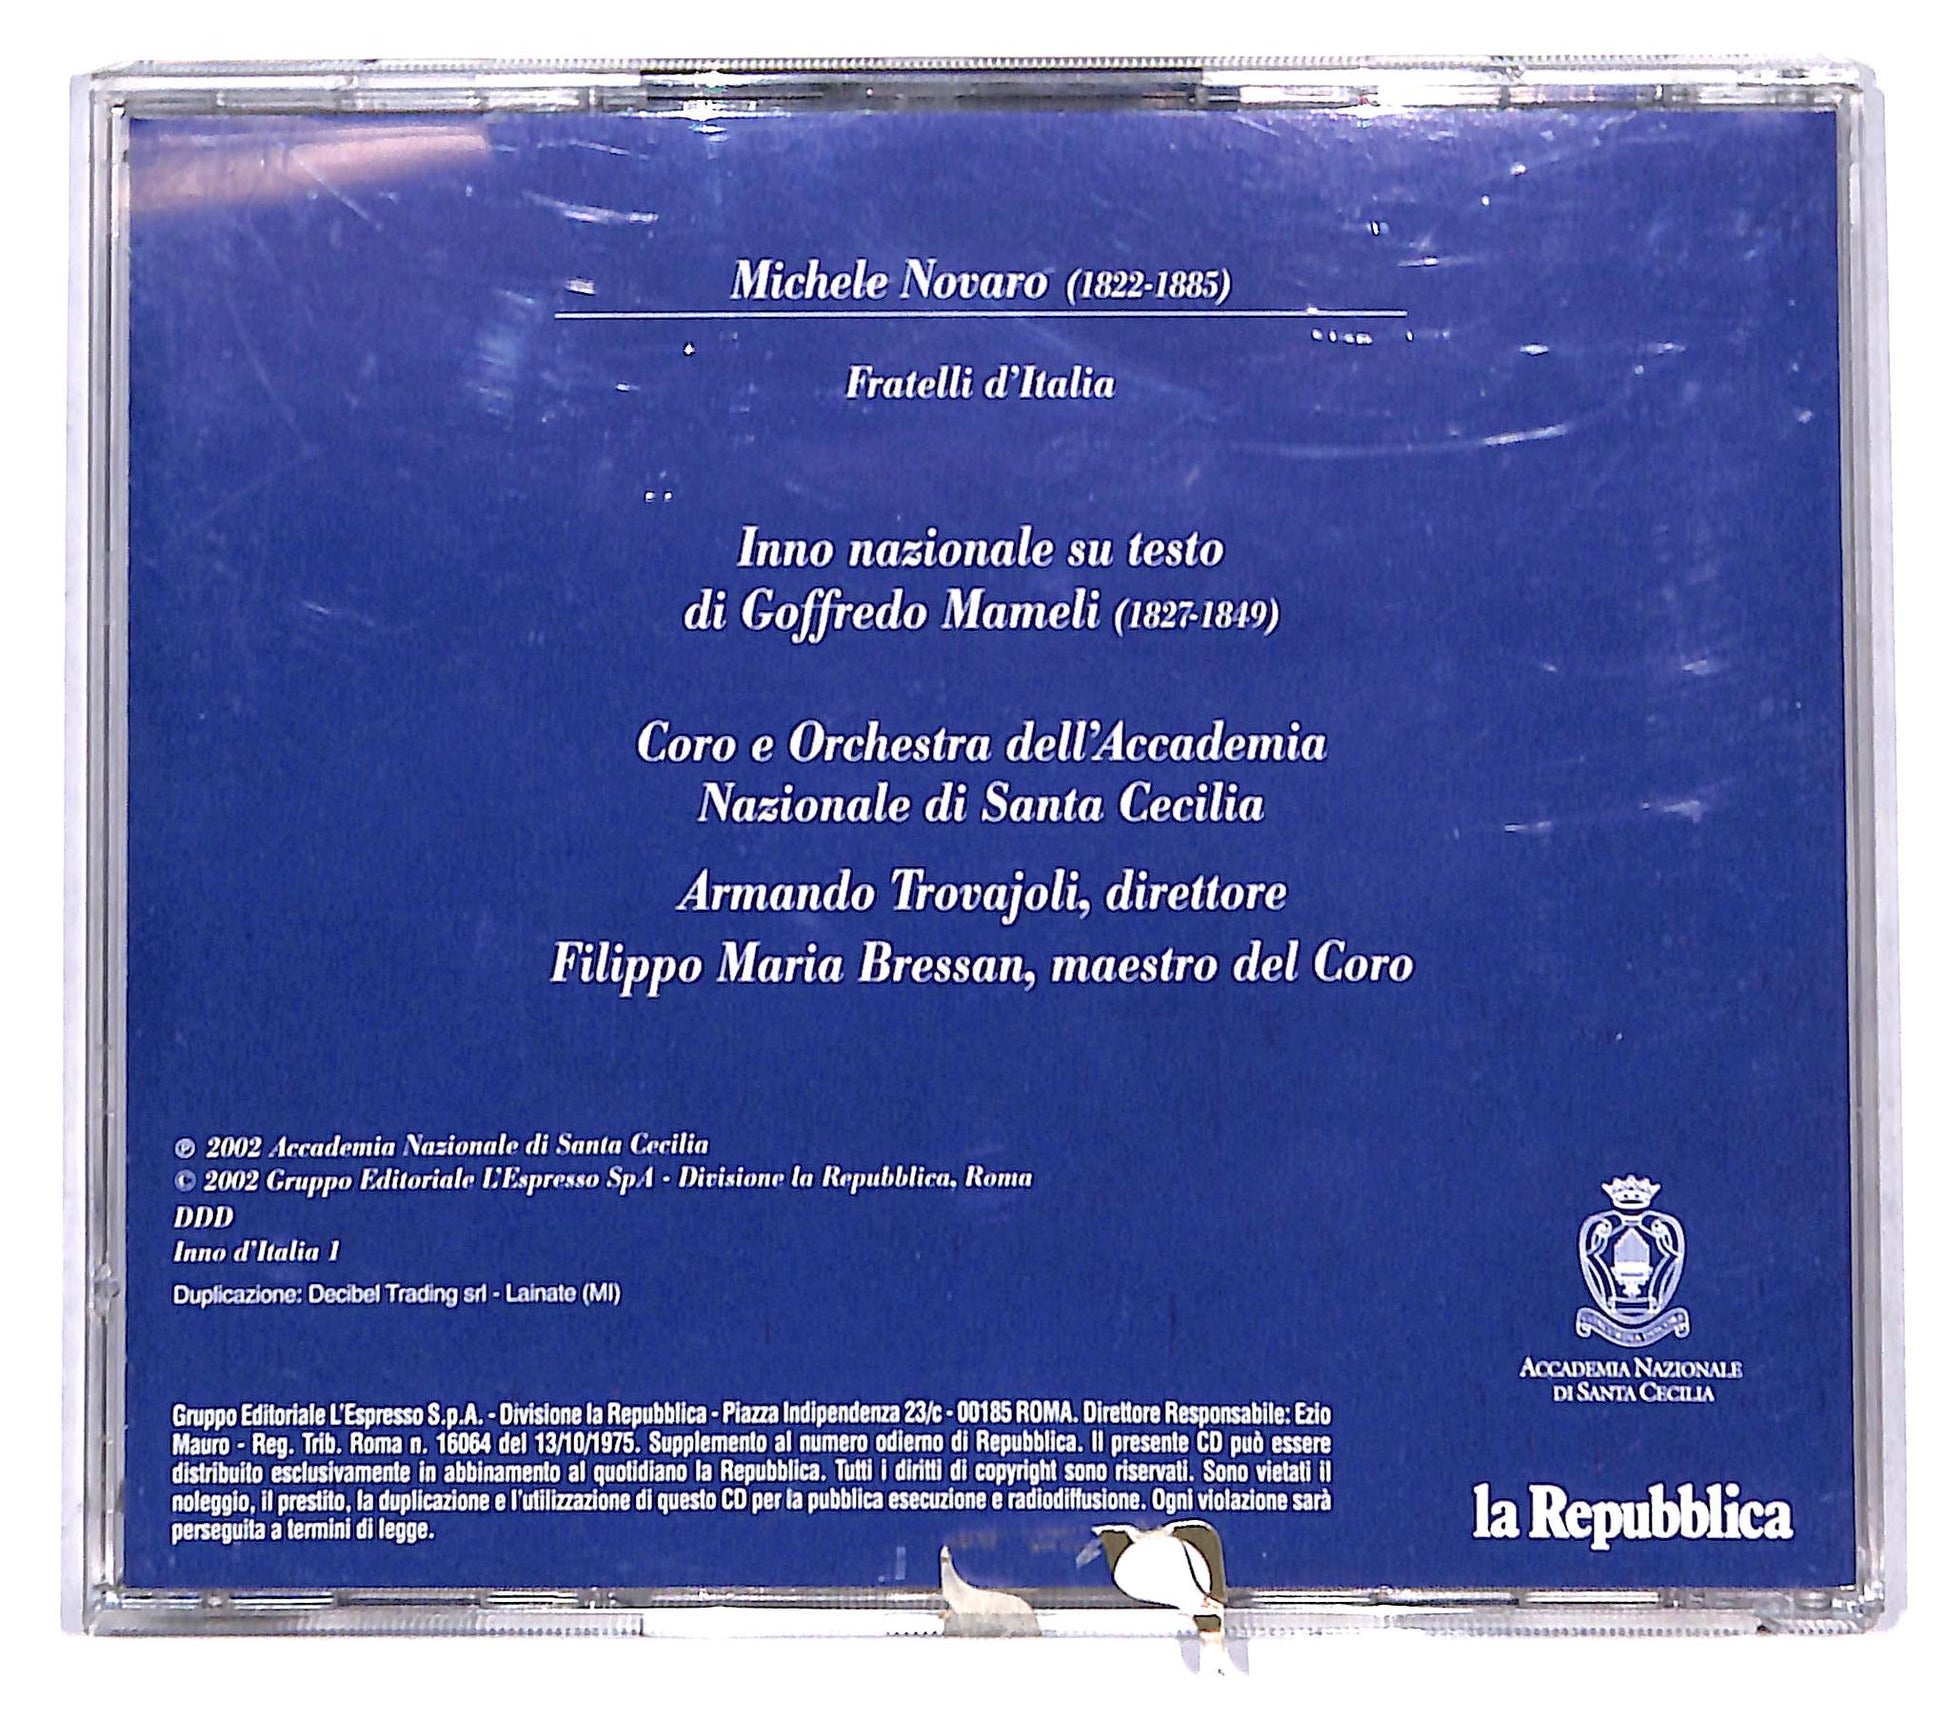 Michele Novaro (1822-1885)
Fratelli d'Italia
Inno nazionale su testo
di Goffredo Mameli (1827-1849)
Coro e Orchestra dell'Accademia
Nazionale di Santa Cecilia
Armando Trovajoli, direttore
Filippo Maria Bressan, maestro del Coro
℗ 2002 Accademia Nazionale di Santa Cecilia
© 2002 Gruppo Editoriale L'Espresso SpA - Divisione la Repubblica, Roma
DDD
Inno d'Italia 1
Duplicazione: Decibel Trading srl - Lainate (MI)
Gruppo Editoriale L'Espresso S.p.A. - Divisione la Repubblica - Piazza Indipendenza 23/c - 00185 ROMA. Direttore Responsabile: Ezio
Mauro - Reg. Trib. Roma n. 16064 del 13/10/1975. Supplemento al numero odierno di Repubblica. Il presente CD può essere
distribuito esclusivamente in abbinamento al quotidiano la Repubblica. Tutti i diritti di copyright sono riservati. Sono vietati il
noleggio, il prestito, la duplicazione e l'utilizzazione di questo CD per la pubblica esecuzione e radiodiffusione. Ogni violazione sarà
perseguita a termini di legge.
ACCADEMIA NAZIONALE
DI SANTA CECILIA
la Repubblica